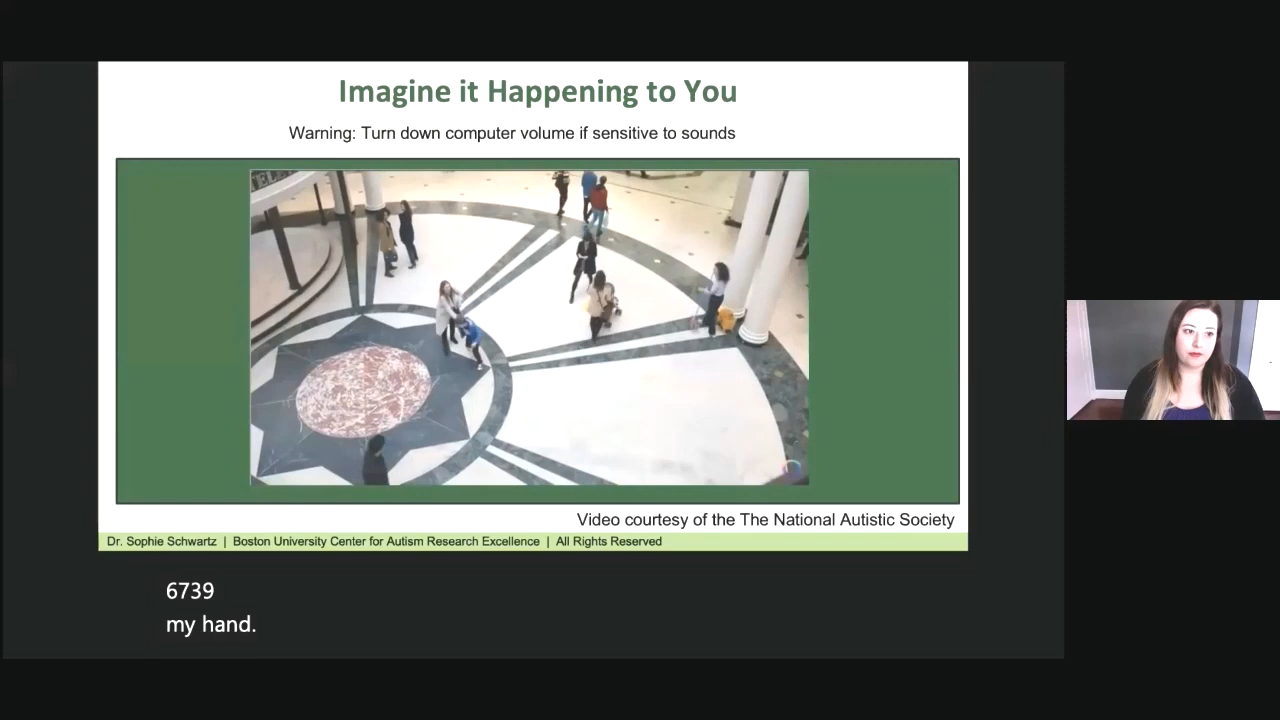 Imagine it Happening to You
Warning: Turn down computer volume if sensitive to sounds
Video courtesy of the The National Autistic Society
Dr. Sophie Schwartz | Boston University Center for Autism Research Excellence | All Rights Reserved
6739
my hand.